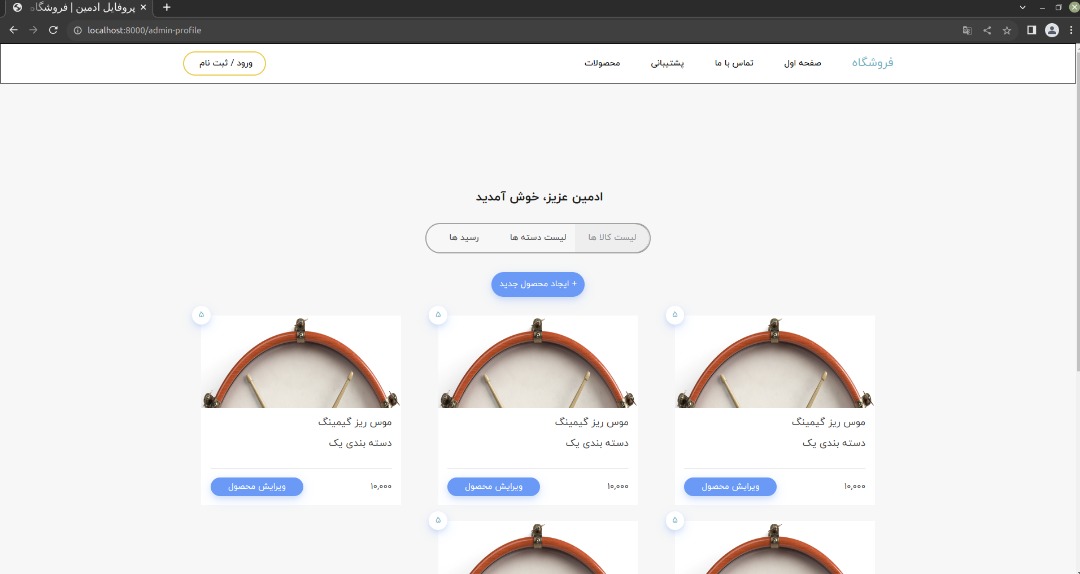 پروفایل ادمین | فروشگاه
localhost:8000/admin-profile
فروشگاه
صفحه اول
تماس با ما
پشتیبانی
محصولات
ورود / ثبت نام
ادمین عزیز، خوش آمدید
لیست کالا ها
لیست دسته ها
رسید ها
+ ایجاد محصول جدید
۵
موس ریز گیمینگ
دسته بندی یک
۱۰,۰۰۰
ویرایش محصول
۵
موس ریز گیمینگ
دسته بندی یک
۱۰,۰۰۰
ویرایش محصول
۵
موس ریز گیمینگ
دسته بندی یک
۱۰,۰۰۰
ویرایش محصول
۵
۵